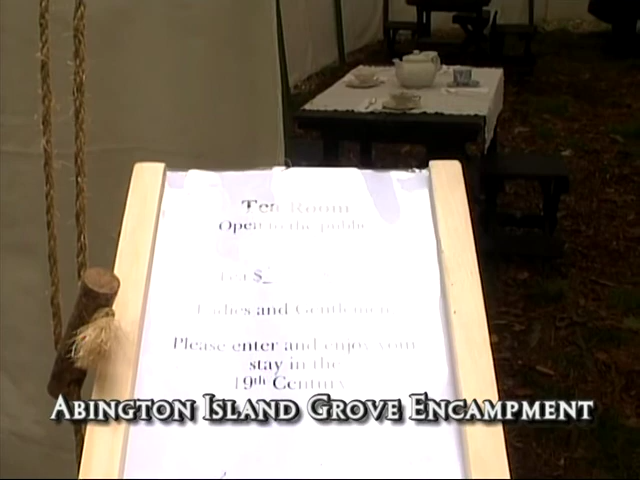 Tea Room
Open to the public
Tea $
Ladies and Gentlemen
Please enter and enjoy your
stay in the
19th Century
ABINGTON ISLAND GROVE ENCAMPMENT